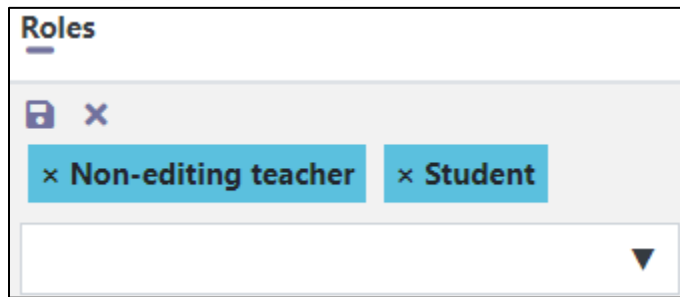 Roles
× Non-editing teacher × Student